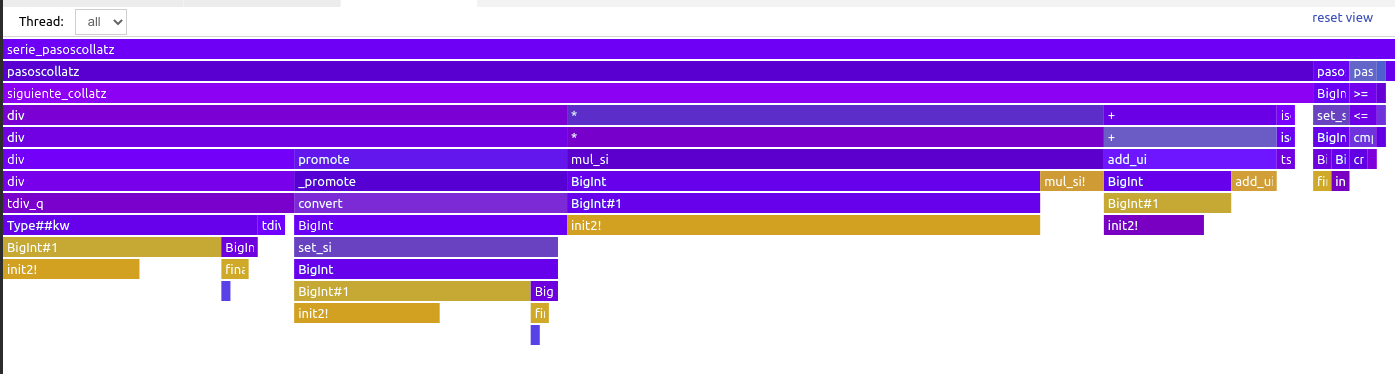 Thread: all reset view
serie_pasoscollatz
pasoscollatz paso pas
siguiente_collatz BigIn >=
div * + is set_s <=
div * + is BigIn cm
div promote mul_si add_ui ts Bi Bi cr
div _promote BigInt mul_si! BigInt add_ui fi in
tdiv_q convert BigInt#1 BigInt#1
Type##kw tdiv BigInt init2! init2!
BigInt#1 BigIn set_si
init2! fina BigInt
BigInt#1 Big
init2! fi